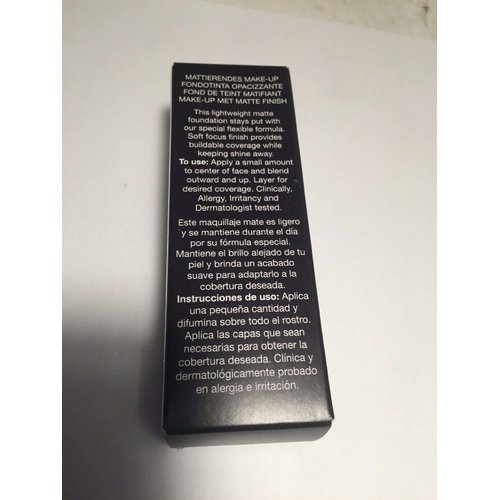 MATTIERENDES MAKE-UP
FONDOTINTA OPACIZZANTE
FOND DE TEINT MATIFIANT
MAKE-UP MET MATTE FINISH
This lightweight matte
foundation stays put with
our special flexible formula.
Soft focus finish provides
buildable coverage while
keeping shine away.
To use: Apply a small amount
to center of face and blend
outward and up. Layer for
desired coverage. Clinically,
Allergy, Irritancy and
Dermatologist tested.
Este maquillaje mate es ligero
y se mantiene durante el día
por su fórmula especial.
Mantiene el brillo alejado de tu
piel y brinda un acabado
suave para adaptarlo a la
cobertura deseada.
Instrucciones de uso: Aplica
una pequeña cantidad y
difumina sobre todo el rostro.
Aplica las capas que sean
necesarias para obtener la
cobertura deseada. Clínica y
dermatológicamente probado
en alergia e irritación.